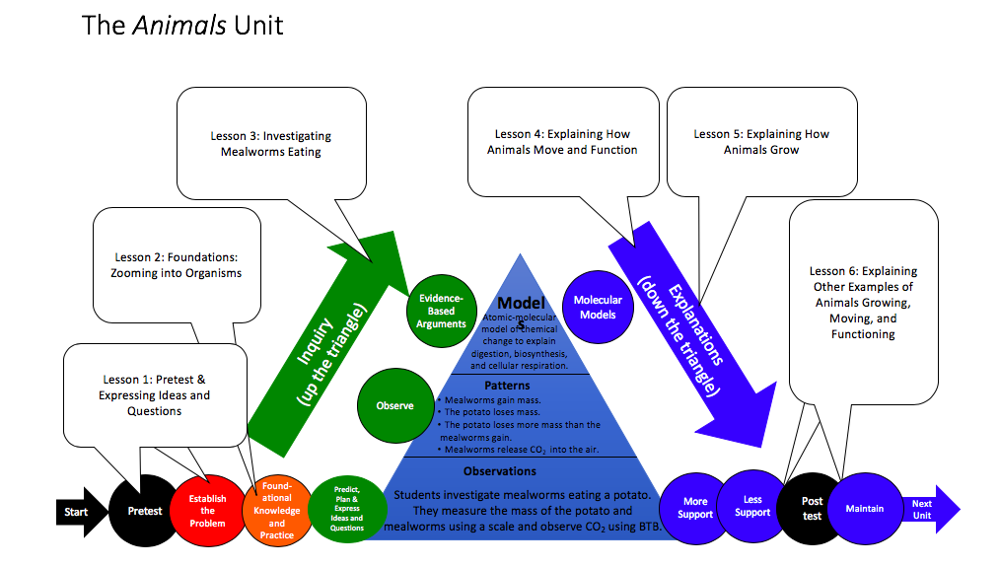 The Animals Unit
Lesson 3: Investigating
Mealworms Eating
Lesson 4: Explaining How
Animals Move and Function
Lesson 5: Explaining How
Animals Grow
Lesson 2: Foundations:
Zooming into Organisms
Lesson 6: Explaining
Other Examples of
Animals Growing,
Moving, and
Functioning
Lesson 1: Pretest &
Expressing Ideas and
Questions
Inquiry
(up the triangle)
Evidence-
Based
Arguments
Observe
Model
s
Atomic-molecular
model of chemical
change to explain
digestion, biosynthesis,
and cellular respiration.
Patterns
• Mealworms gain mass.
• The potato loses mass.
• The potato loses more mass than the
mealworms gain.
• Mealworms release CO₂ into the air.
Observations
Students investigate mealworms eating a potato.
They measure the mass of the potato and
mealworms using a scale and observe CO₂ using BTB.
Molecular
Models
Explanations
(down the triangle)
Start
Pretest
Establish
the
Problem
Found-
ational
Knowledge
and
Practice
Predict,
Plan &
Express
Ideas and
Questions
More
Support
Less
Support
Post
test
Maintain
Next
Unit